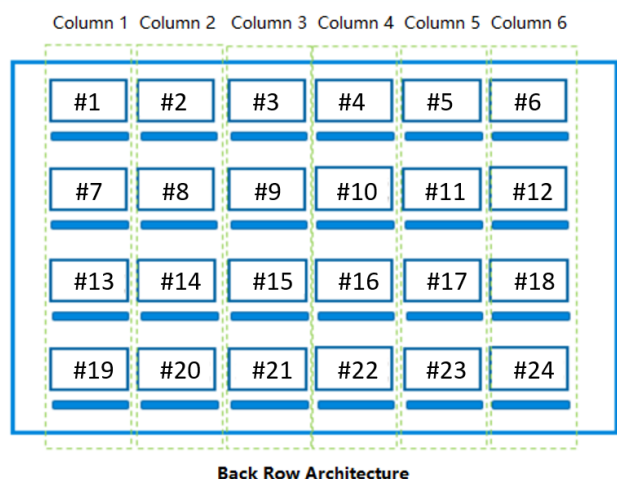 Column 1 Column 2 Column 3 Column 4 Column 5 Column 6
#1 #2 #3 #4 #5 #6
#7 #8 #9 #10 #11 #12
#13 #14 #15 #16 #17 #18
#19 #20 #21 #22 #23 #24
Back Row Architecture